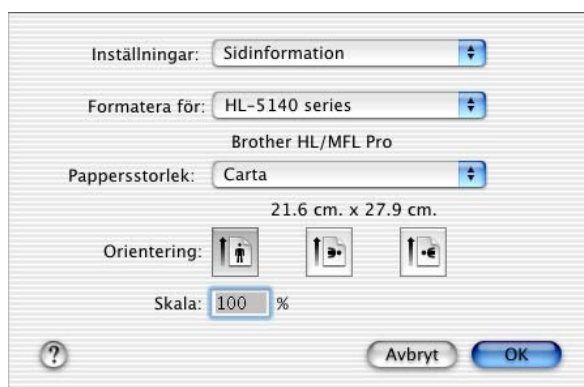 Inställningar: Sidinformation
Formatera för: HL-5140 series
Brother HL/MFL Pro
Pappersstorlek: Carta
21.6 cm. x 27.9 cm.
Orientering:
Skala: 100 %
? Avbryt OK